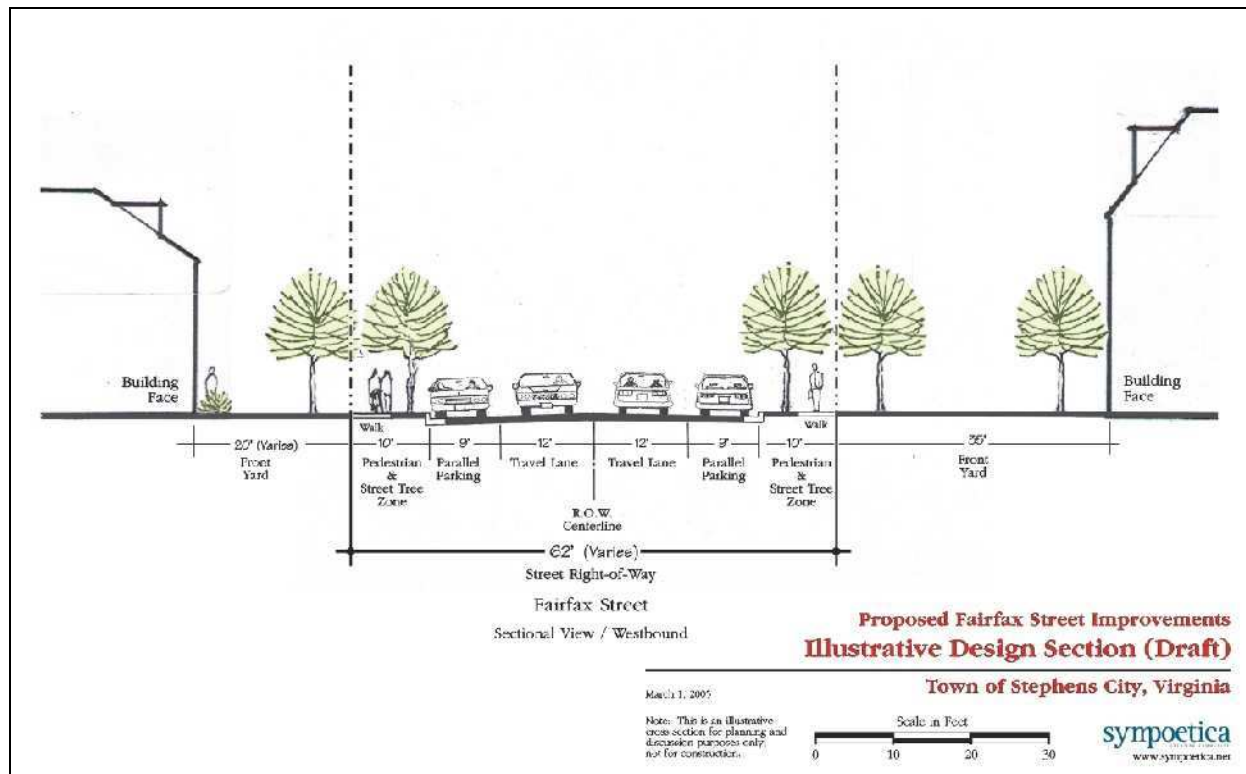 Building
Face
Building
Face
Walk
Walk
20' (Varies)
10'
9'
12'
12'
9'
10'
35'
Front
Yard
Pedestrian
&
Street Tree
Zone
Parallel
Parking
Travel Lane
Travel Lane
Parallel
Parking
Pedestrian
&
Street Tree
Zone
Front
Yard
R.O.W.
Centerline
62' (Varies)
Street Right-of-Way
Fairfax Street
Sectional View / Westbound
Proposed Fairfax Street Improvements
Illustrative Design Section (Draft)
Town of Stephens City, Virginia
March 1, 2005
Note: This is an illustrative
cross section for planning and
discussion purposes only,
not for construction.
Scale in Feet
0 10 20 30
sympoetica
www.sympoetica.net